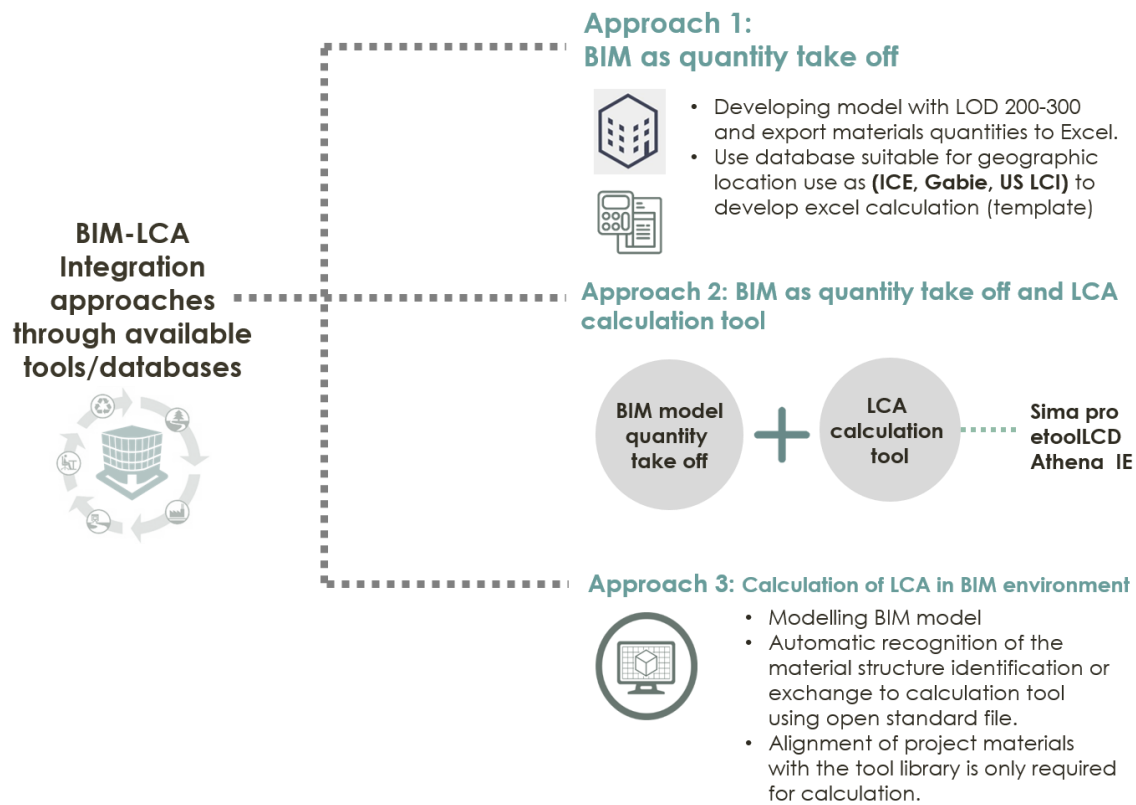 BIM-LCA
Integration
approaches
through available
tools/databases
Approach 1:
BIM as quantity take off
• Developing model with LOD 200-300
and export materials quantities to Excel.
• Use database suitable for geographic
location use as (ICE, Gabie, US LCI) to
develop excel calculation (template)
Approach 2: BIM as quantity take off and LCA
calculation tool
BIM model
quantity
take off
LCA
calculation
tool
Sima pro
etoolLCD
Athena IE
Approach 3: Calculation of LCA in BIM environment
• Modelling BIM model
• Automatic recognition of the
material structure identification or
exchange to calculation tool
using open standard file.
• Alignment of project materials
with the tool library is only required
for calculation.